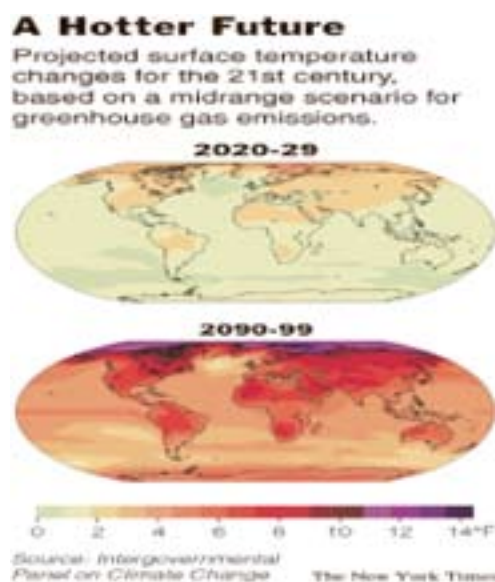 A Hotter Future
Projected surface temperature
changes for the 21st century,
based on a midrange scenario for
greenhouse gas emissions.
2020-29
2090-99
0 2 4 6 8 10 12 14°F
Source: Intergovernmental
Panel on Climate Change The New York Times